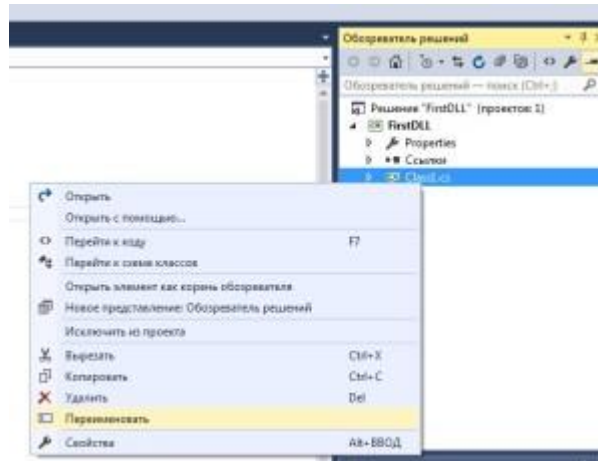 Обозреватель решений
Обозреватель решений — поиск (Ctrl+;)
Решение "FirstDLL" (проектов: 1)
FirstDLL
Properties
Ссылки
Class1.cs
Открыть
Открыть с помощью...
Перейти к коду F7
Перейти к схеме классов
Открыть элемент как корень обозревателя
Новое представление: Обозреватель решений
Исключить из проекта
Вырезать Ctrl+X
Копировать Ctrl+C
Удалить Del
Переименовать
Свойства Alt+ВВОД